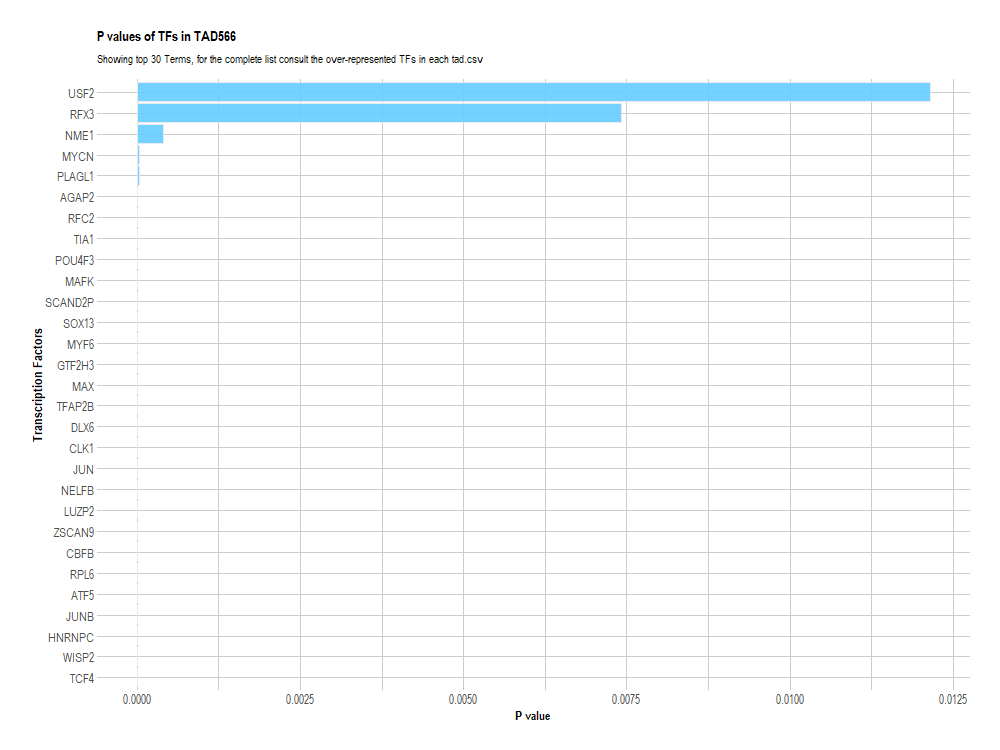 P values of TFs in TAD566
Showing top 30 Terms, for the complete list consult the over-represented TFs in each tad.csv
Transcription Factors
USF2
RFX3
NME1
MYCN
PLAGL1
AGAP2
RFC2
TIA1
POU4F3
MAFK
SCAND2P
SOX13
MYF6
GTF2H3
MAX
TFAP2B
DLX6
CLK1
JUN
NELFB
LUZP2
ZSCAN9
CBFB
RPL6
ATF5
JUNB
HNRNPC
WISP2
TCF4
0.0000 0.0025 0.0050 0.0075 0.0100 0.0125
P value